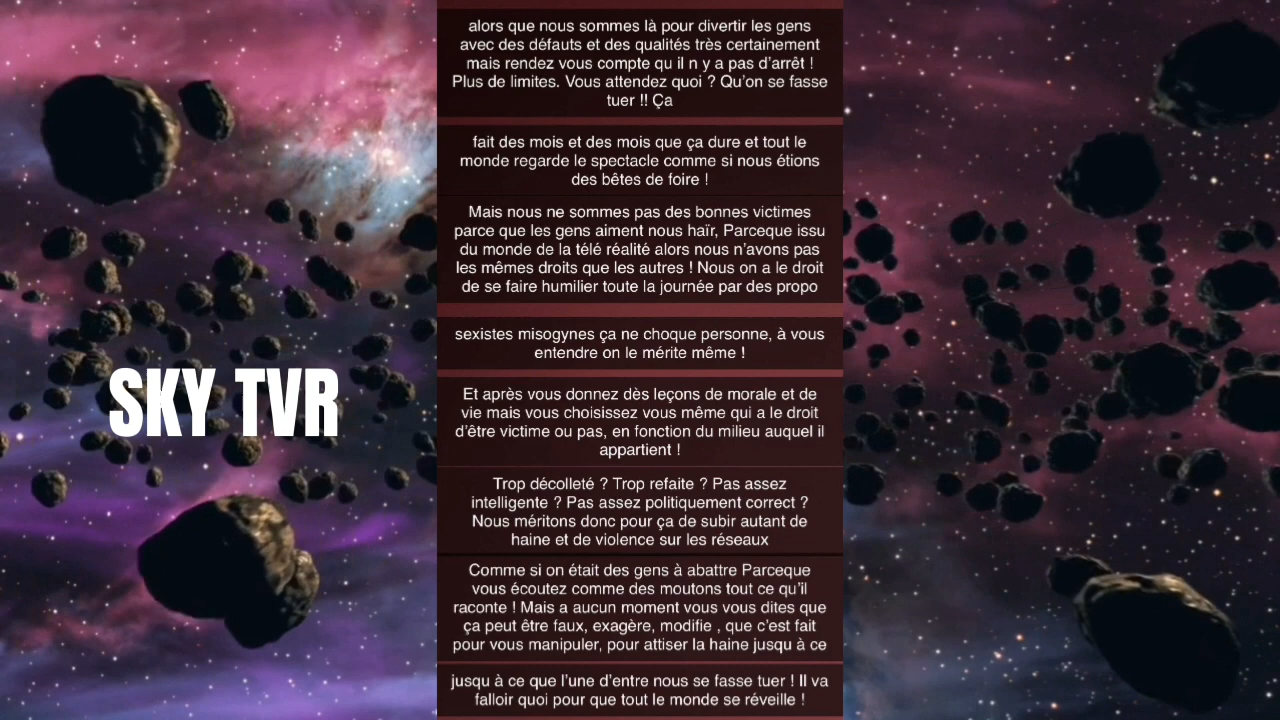 alors que nous sommes là pour divertir les gens
avec des défauts et des qualités très certainement
mais rendez vous compte qu il n y a pas d'arrêt !
Plus de limites. Vous attendez quoi ? Qu'on se fasse
tuer !! Ça
fait des mois et des mois que ça dure et tout le
monde regarde le spectacle comme si nous étions
des bêtes de foire !
Mais nous ne sommes pas des bonnes victimes
parce que les gens aiment nous haïr, Parceque issu
du monde de la télé réalité alors nous n'avons pas
les mêmes droits que les autres ! Nous on a le droit
de se faire humilier toute la journée par des propo
sexistes misogynes ça ne choque personne, à vous
entendre on le mérite même !
Et après vous donnez dès leçons de morale et de
vie mais vous choisissez vous même qui a le droit
d'être victime ou pas, en fonction du milieu auquel il
appartient !
Trop décolleté ? Trop refaite ? Pas assez
intelligente ? Pas assez politiquement correct ?
Nous méritons donc pour ça de subir autant de
haine et de violence sur les réseaux
Comme si on était des gens à abattre Parceque
vous écoutez comme des moutons tout ce qu'il
raconte ! Mais a aucun moment vous vous dites que
ça peut être faux, exagère, modifie , que c'est fait
pour vous manipuler, pour attiser la haine jusqu à ce
jusqu à ce que l'une d'entre nous se fasse tuer ! Il va
falloir quoi pour que tout le monde se réveille !
SKY TVR